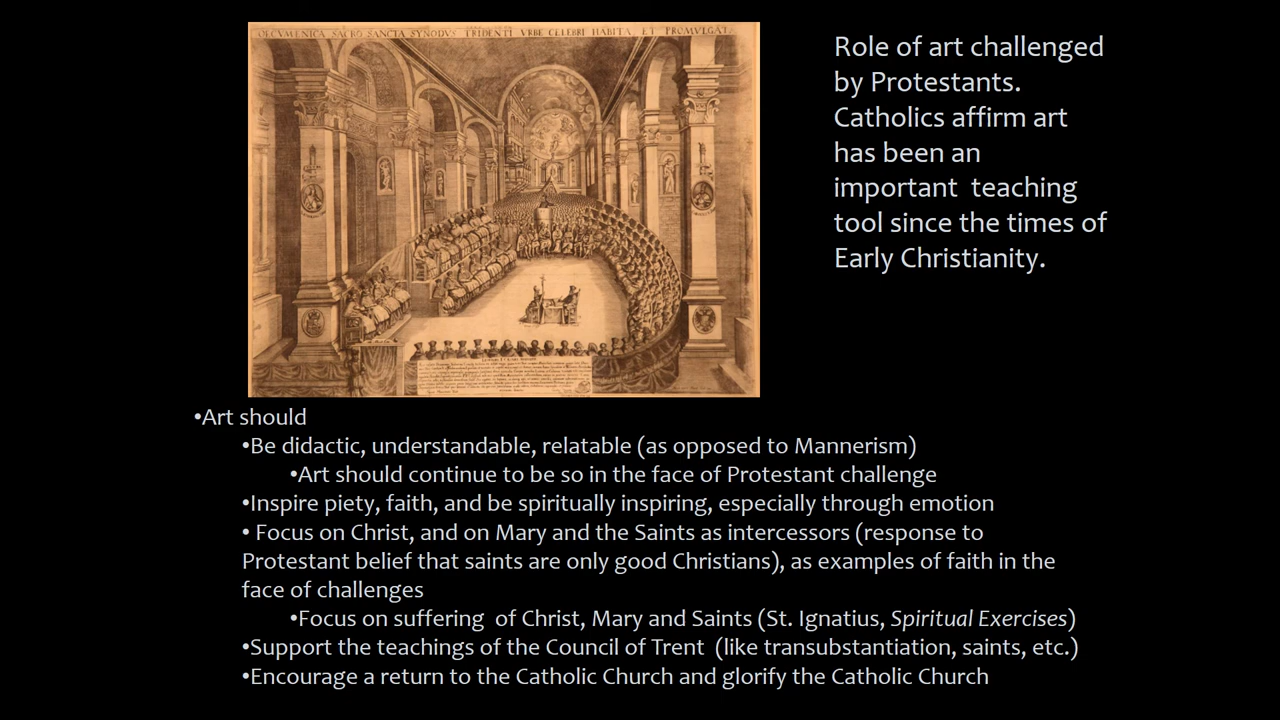 OECVMENICA SACRO SANCTA SYNODVS TRIDENTI VRBE CELEBRI HABITA, ET PROMVLGATA
Role of art challenged
by Protestants.
Catholics affirm art
has been an
important  teaching
tool since the times of
Early Christianity.
•Art should
•Be didactic, understandable, relatable (as opposed to Mannerism)
•Art should continue to be so in the face of Protestant challenge
•Inspire piety, faith, and be spiritually inspiring, especially through emotion
• Focus on Christ, and on Mary and the Saints as intercessors (response to
Protestant belief that saints are only good Christians), as examples of faith in the
face of challenges
•Focus on suffering  of Christ, Mary and Saints (St. Ignatius, Spiritual Exercises)
•Support the teachings of the Council of Trent  (like transubstantiation, saints, etc.)
•Encourage a return to the Catholic Church and glorify the Catholic Church